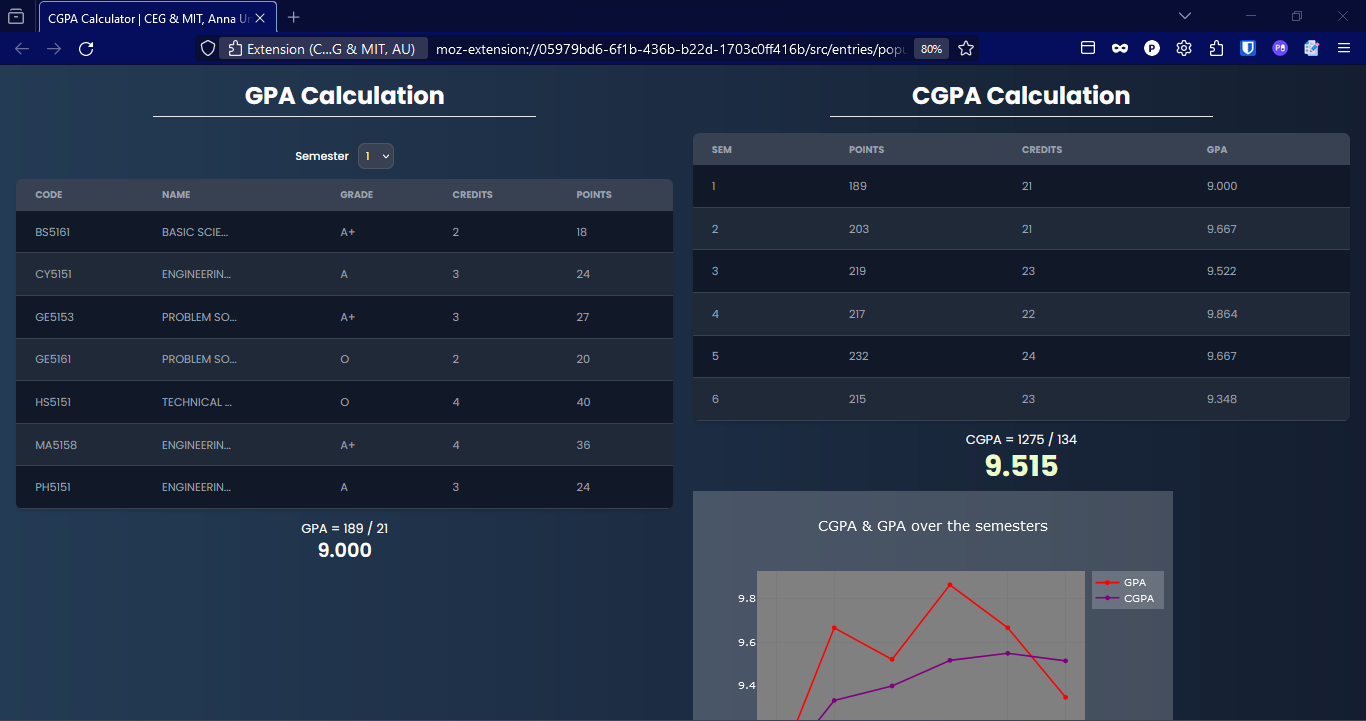 CGPA Calculator | CEG & MIT, Anna Un
Extension (C...G & MIT, AU)
moz-extension://05979bd6-6f1b-436b-b22d-1703c0ff416b/src/entries/popu
80%
GPA Calculation
Semester 1
CODE NAME GRADE CREDITS POINTS
BS5161 BASIC SCIE... A+ 2 18
CY5151 ENGINEERIN... A 3 24
GE5153 PROBLEM SO... A+ 3 27
GE5161 PROBLEM SO... O 2 20
HS5151 TECHNICAL ... O 4 40
MA5158 ENGINEERIN... A+ 4 36
PH5151 ENGINEERIN... A 3 24
GPA = 189 / 21
9.000
CGPA Calculation
SEM POINTS CREDITS GPA
1 189 21 9.000
2 203 21 9.667
3 219 23 9.522
4 217 22 9.864
5 232 24 9.667
6 215 23 9.348
CGPA = 1275 / 134
9.515
CGPA & GPA over the semesters
GPA
CGPA
9.8
9.6
9.4